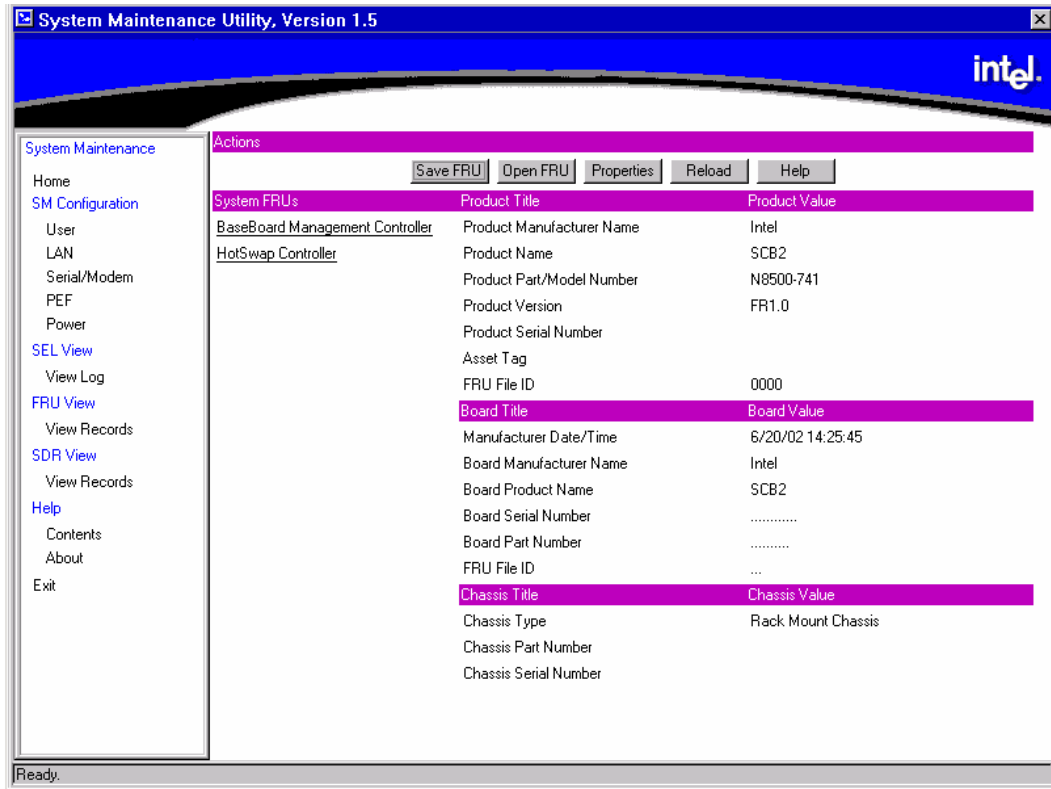 System Maintenance Utility, Version 1.5
intel.
System Maintenance
Home
SM Configuration
User
LAN
Serial/Modem
PEF
Power
SEL View
View Log
FRU View
View Records
SDR View
View Records
Help
Contents
About
Exit
Actions
Save FRU Open FRU Properties Reload Help
System FRUs Product Title Product Value
BaseBoard Management Controller Product Manufacturer Name Intel
HotSwap Controller Product Name SCB2
Product Part/Model Number N8500-741
Product Version FR1.0
Product Serial Number
Asset Tag
FRU File ID 0000
Board Title Board Value
Manufacturer Date/Time 6/20/02 14:25:45
Board Manufacturer Name Intel
Board Product Name SCB2
Board Serial Number ............
Board Part Number ..........
FRU File ID ...
Chassis Title Chassis Value
Chassis Type Rack Mount Chassis
Chassis Part Number
Chassis Serial Number
Ready.